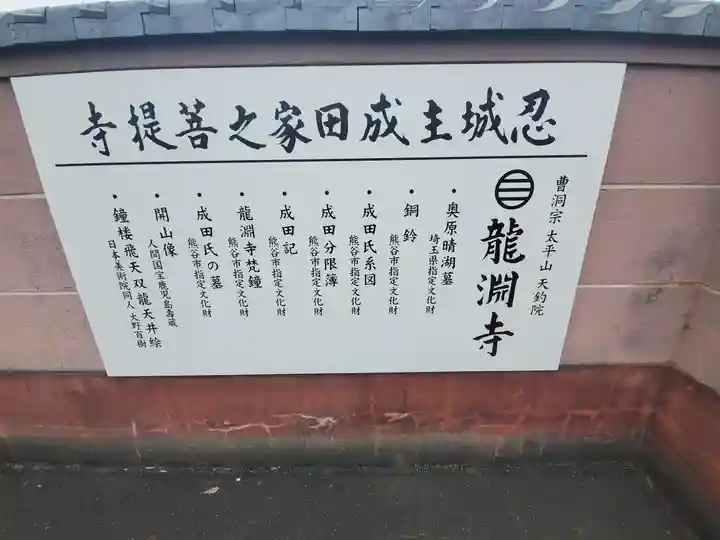 忍城主成田家之菩提寺
曹洞宗 太平山 天釣院
龍淵寺
・奥原晴湖墓
埼玉県指定文化財
・銅鈴
熊谷市指定文化財
・成田氏系図
熊谷市指定文化財
・成田分限簿
熊谷市指定文化財
・成田記
熊谷市指定文化財
・龍淵寺梵鐘
熊谷市指定文化財
・成田氏の墓
熊谷市指定文化財
・開山像
人間国宝鹿児島壽蔵
・鐘楼飛天双龍天井絵
日本美術院同人大野百樹